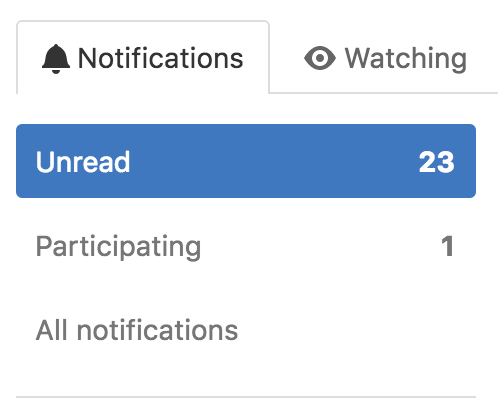 Notifications Watching
Unread 23
Participating 1
All notifications